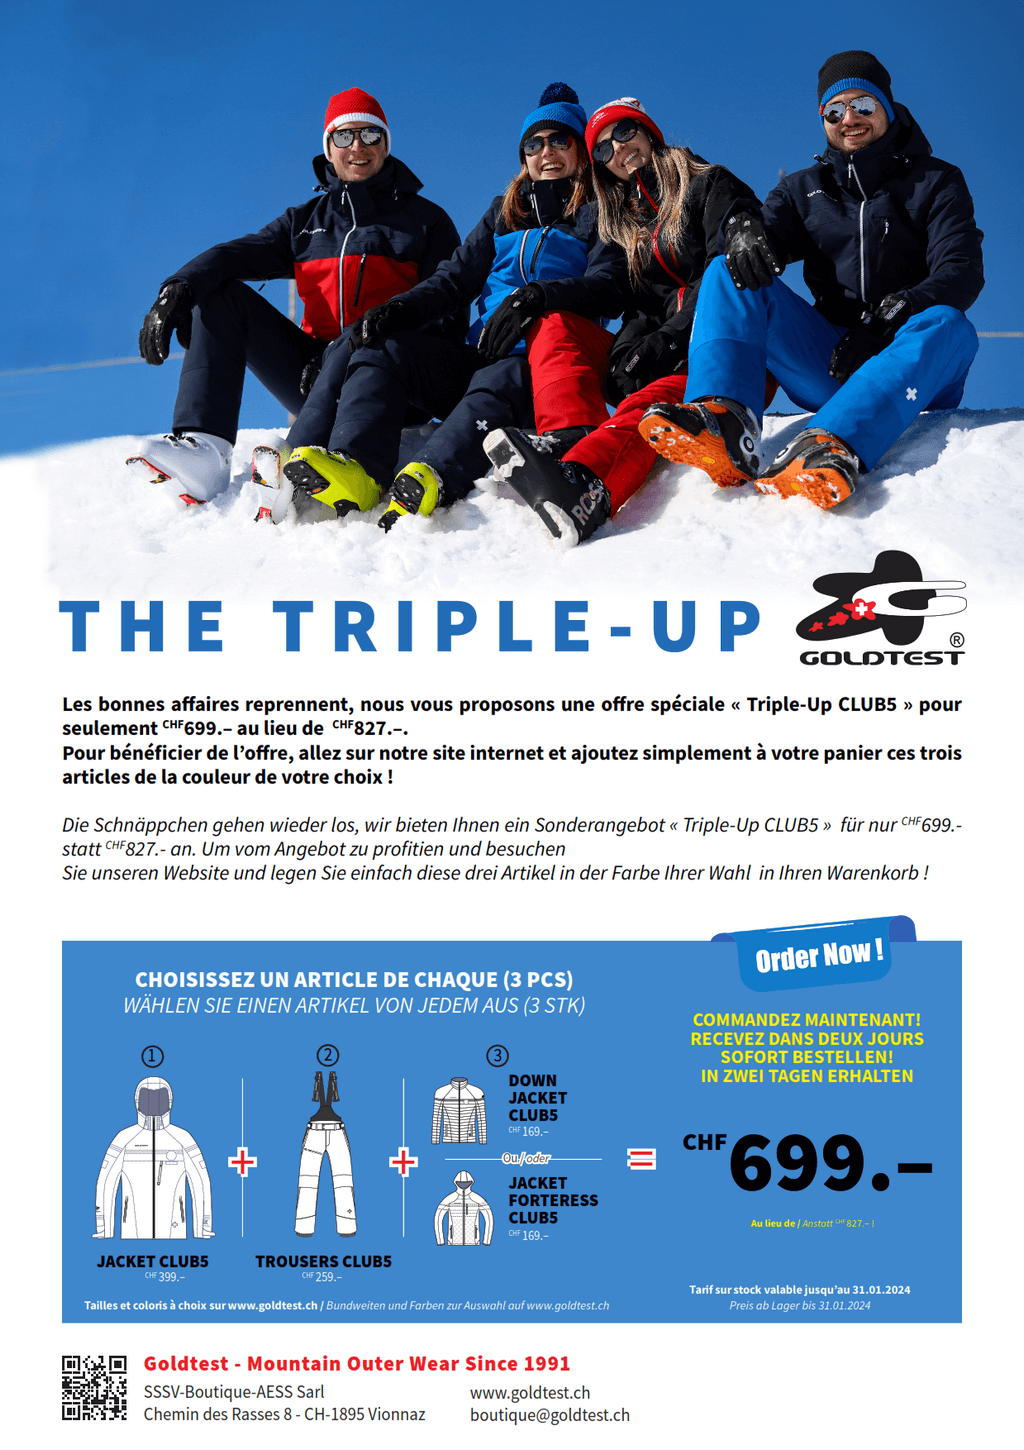 THE TRIPLE-UP
GOLDTEST
®
Les bonnes affaires reprennent, nous vous proposons une offre spéciale « Triple-Up CLUB5 » pour
seulement CHF699.– au lieu de CHF827.–.
Pour bénéficier de l’offre, allez sur notre site internet et ajoutez simplement à votre panier ces trois
articles de la couleur de votre choix !
Die Schnäppchen gehen wieder los, wir bieten Ihnen ein Sonderangebot « Triple-Up CLUB5 » für nur CHF699.-
statt CHF827.- an. Um vom Angebot zu profitien und besuchen
Sie unseren Website und legen Sie einfach diese drei Artikel in der Farbe Ihrer Wahl in Ihren Warenkorb !
Order Now !
CHOISISSEZ UN ARTICLE DE CHAQUE (3 PCS)
WÄHLEN SIE EINEN ARTIKEL VON JEDEM AUS (3 STK)
COMMANDEZ MAINTENANT!
RECEVEZ DANS DEUX JOURS
SOFORT BESTELLEN!
IN ZWEI TAGEN ERHALTEN
1
2
3
DOWN
JACKET
CLUB5
CHF 169.–
Ou / oder
JACKET
FORTERESS
CLUB5
CHF 169.–
JACKET CLUB5
CHF 399.–
TROUSERS CLUB5
CHF 259.–
CHF 699.–
Au lieu de / Anstatt CHF 827.– !
Tailles et coloris à choix sur www.goldtest.ch / Bundweiten und Farben zur Auswahl auf www.goldtest.ch
Tarif sur stock valable jusqu’au 31.01.2024
Preis ab Lager bis 31.01.2024
Goldtest - Mountain Outer Wear Since 1991
SSSV-Boutique-AESS Sarl
Chemin des Rasses 8 - CH-1895 Vionnaz
www.goldtest.ch
boutique@goldtest.ch